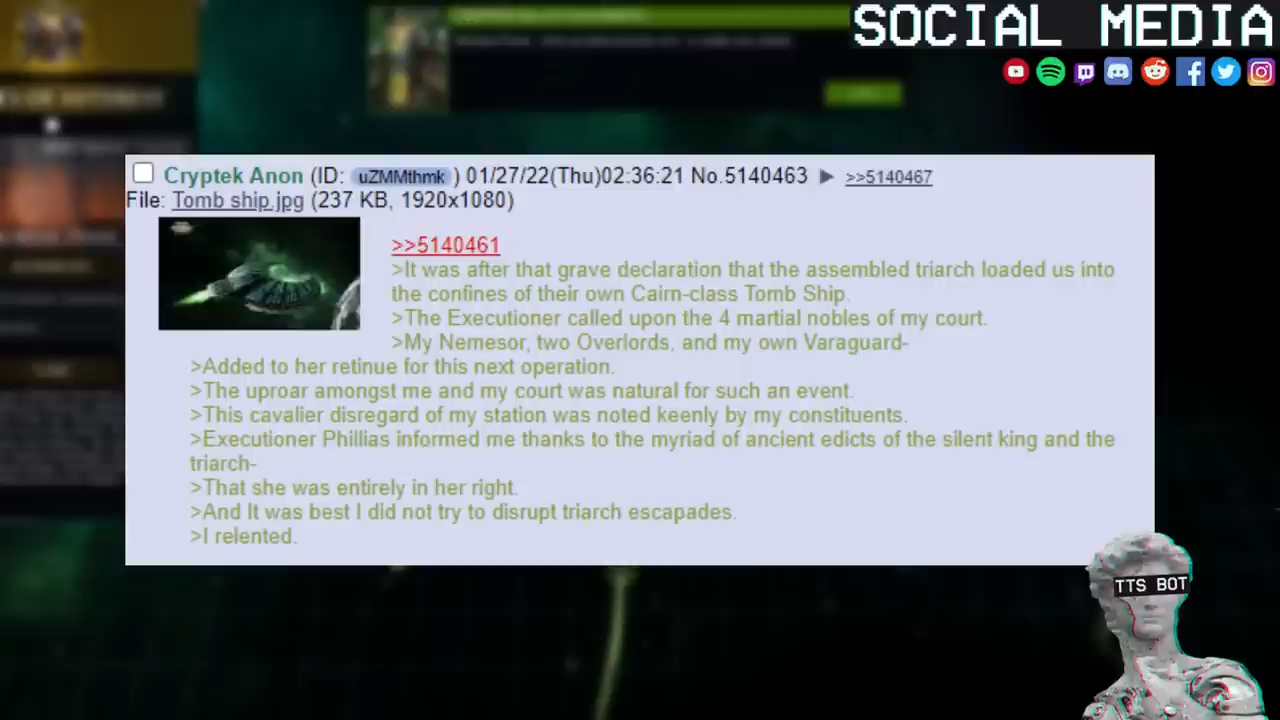 SOCIAL MEDIA
Cryptek Anon (ID: uZMMthmk ) 01/27/22(Thu)02:36:21 No.5140463 ▶ >>5140467
File: Tomb ship.jpg (237 KB, 1920x1080)
>>5140461
>It was after that grave declaration that the assembled triarch loaded us into
the confines of their own Cairn-class Tomb Ship.
>The Executioner called upon the 4 martial nobles of my court.
>My Nemesor, two Overlords, and my own Varaguard-
>Added to her retinue for this next operation.
>The uproar amongst me and my court was natural for such an event.
>This cavalier disregard of my station was noted keenly by my constituents.
>Executioner Phillias informed me thanks to the myriad of ancient edicts of the silent king and the
triarch-
>That she was entirely in her right.
>And It was best I did not try to disrupt triarch escapades.
>I relented.
TTS BOT